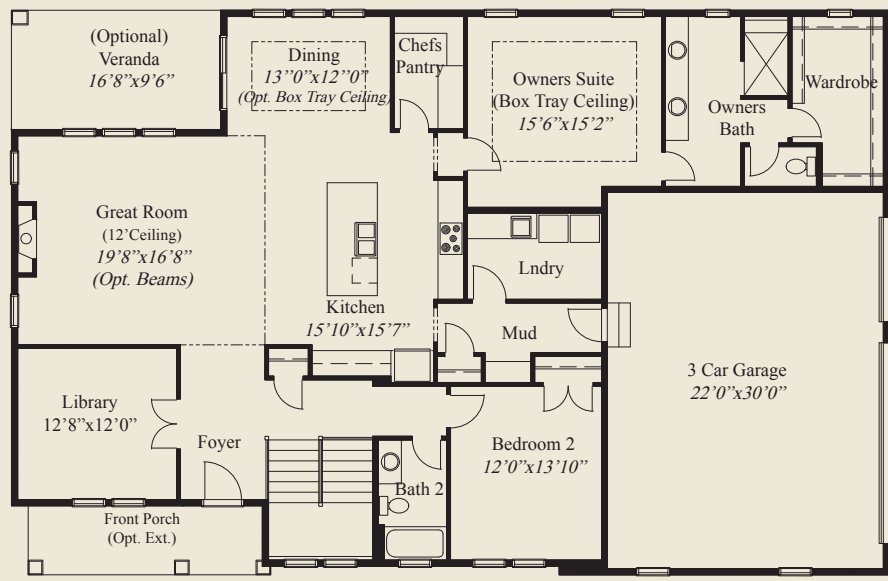 (Optional)
Veranda
16’8”x9’6”
Dining
13’’0”x12’’0”
(Opt. Box Tray Ceiling)
Chefs
Pantry
Owners Suite
(Box Tray Ceiling)
15’6”x15’2”
Owners
Bath
Wardrobe
Great Room
(12’Ceiling)
19’8”x16’8”
(Opt. Beams)
Kitchen
15’10”x15’7”
Lndry
Mud
3 Car Garage
22’0”x30’0”
Library
12’8”x12’0”
Foyer
Bedroom 2
12’0”x13’10”
Bath 2
Front Porch
(Opt. Ext.)